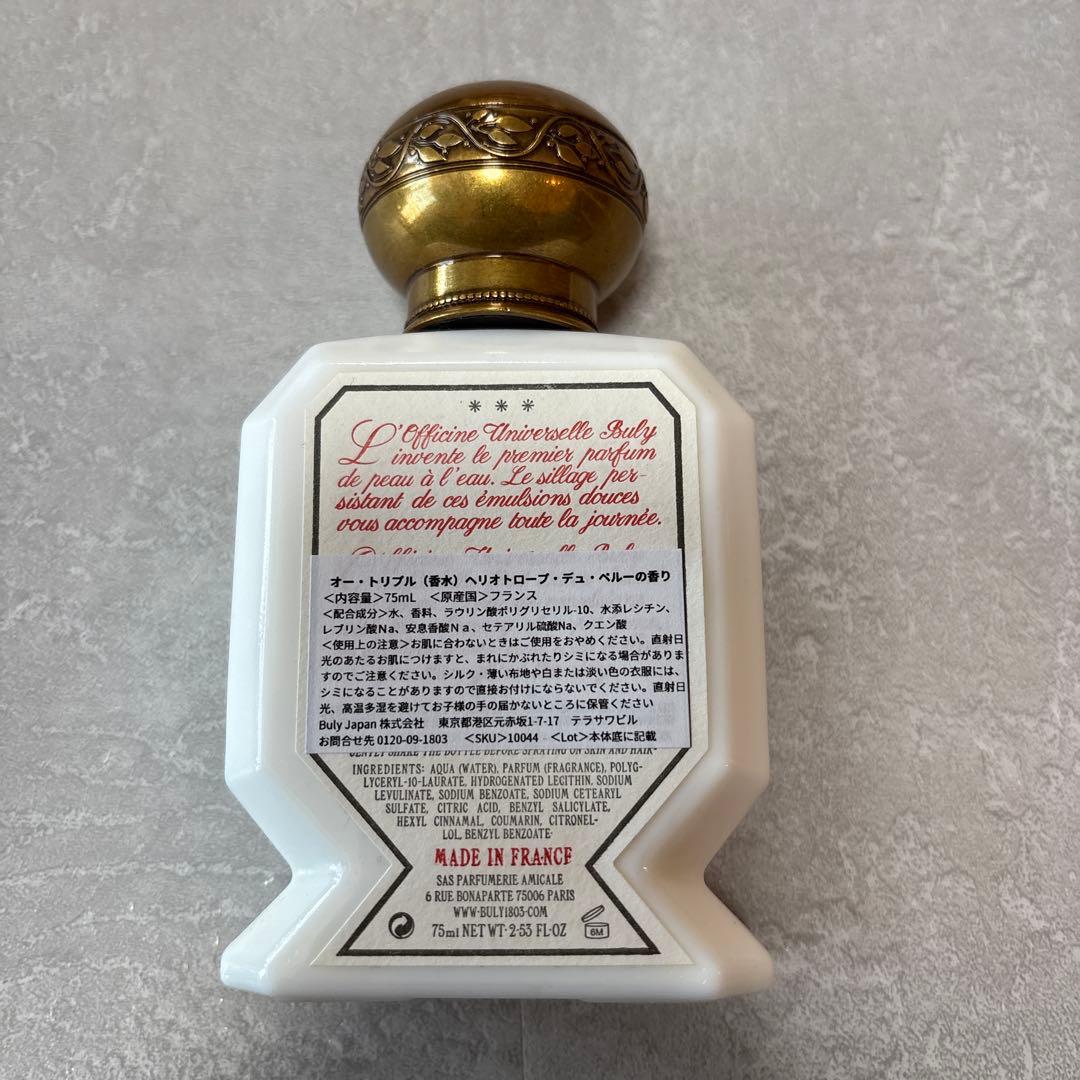 * * *
L'Officine Universelle Buly
invente le premier parfum
de peau à l'eau. Le sillage per-
sistant de ces émulsions douces
vous accompagne toute la journée.
オー・トリプル（香水）ヘリオトロープ・デュ・ペルーの香り
＜内容量＞75mL　＜原産国＞フランス
＜配合成分＞水、香料、ラウリン酸ポリグリセリル-10、水添レシチン、
レブリン酸Na、安息香酸Ｎａ、セテアリル硫酸Na、クエン酸
＜使用上の注意＞お肌に合わないときはご使用をおやめください。直射日
光のあたるお肌につけますと、まれにかぶれたりシミになる場合がありま
すのでご注意ください。シルク・薄い布地や白または淡い色の衣服には、
シミになることがありますので直接お付けにならないでください。直射日
光、高温多湿を避けてお子様の手の届かないところに保管ください
Buly Japan 株式会社　東京都港区元赤坂1-7-17　テラサワビル
お問合せ先 0120-09-1803　＜SKU＞10044　＜Lot＞本体底に記載
GENTLY SHAKE THE BOTTLE BEFORE SPRAYING ON SKIN AND HAIR·
INGREDIENTS: AQUA (WATER), PARFUM (FRAGRANCE), POLYG-
LYCERYL-10-LAURATE, HYDROGENATED LECITHIN, SODIUM
LEVULINATE, SODIUM BENZOATE, SODIUM CETEARYL
SULFATE, CITRIC ACID, BENZYL SALICYLATE,
HEXYL CINNAMAL, COUMARIN, CITRONEL-
LOL, BENZYL BENZOATE·
MADE IN FRANCE
SAS PARFUMERIE AMICALE
6 RUE BONAPARTE 75006 PARIS
WWW·BULY1803·COM
75ml NET WT· 2·53 FL·OZ
6M